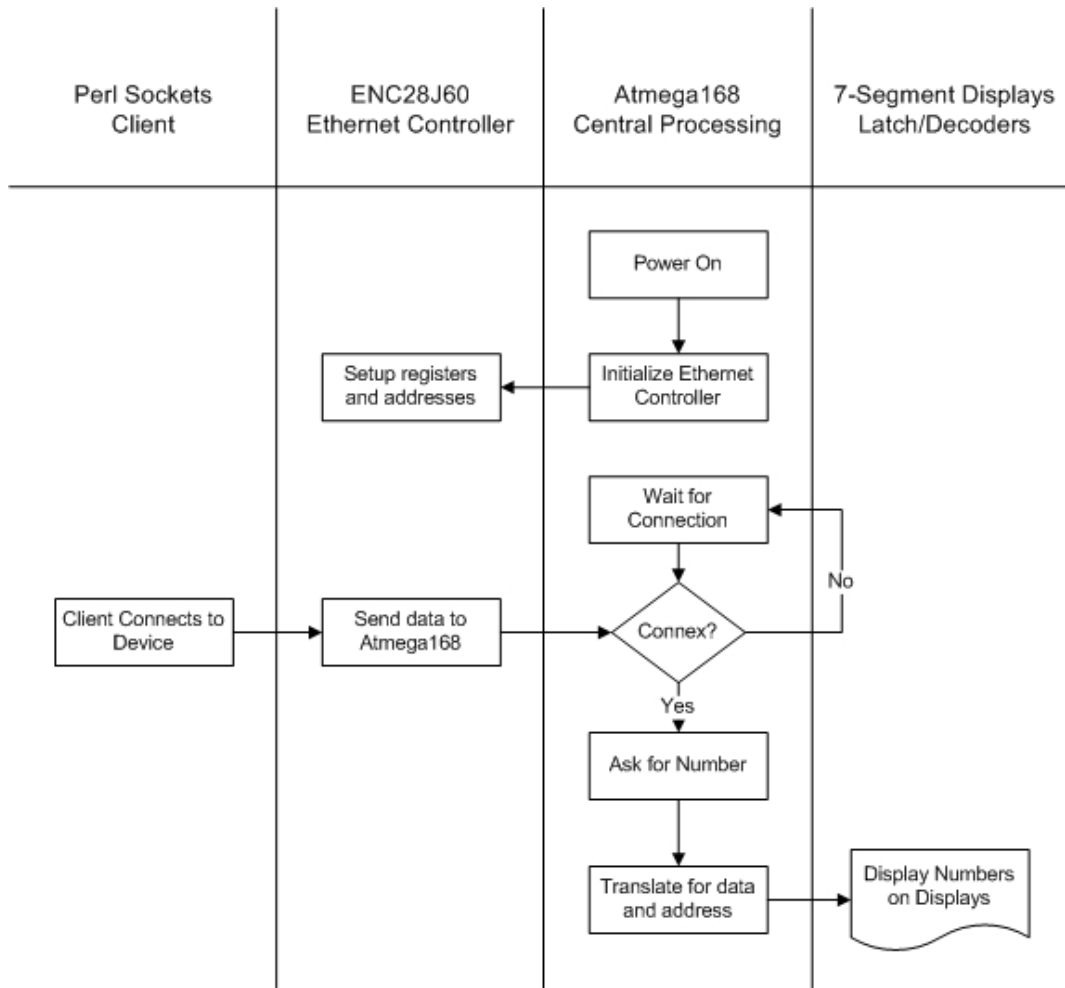 Perl Sockets
Client
ENC28J60
Ethernet Controller
Atmega168
Central Processing
7-Segment Displays
Latch/Decoders
Power On
Setup registers
and addresses
Initialize Ethernet
Controller
Wait for
Connection
No
Client Connects to
Device
Send data to
Atmega168
Connex?
Yes
Ask for Number
Translate for data
and address
Display Numbers
on Displays